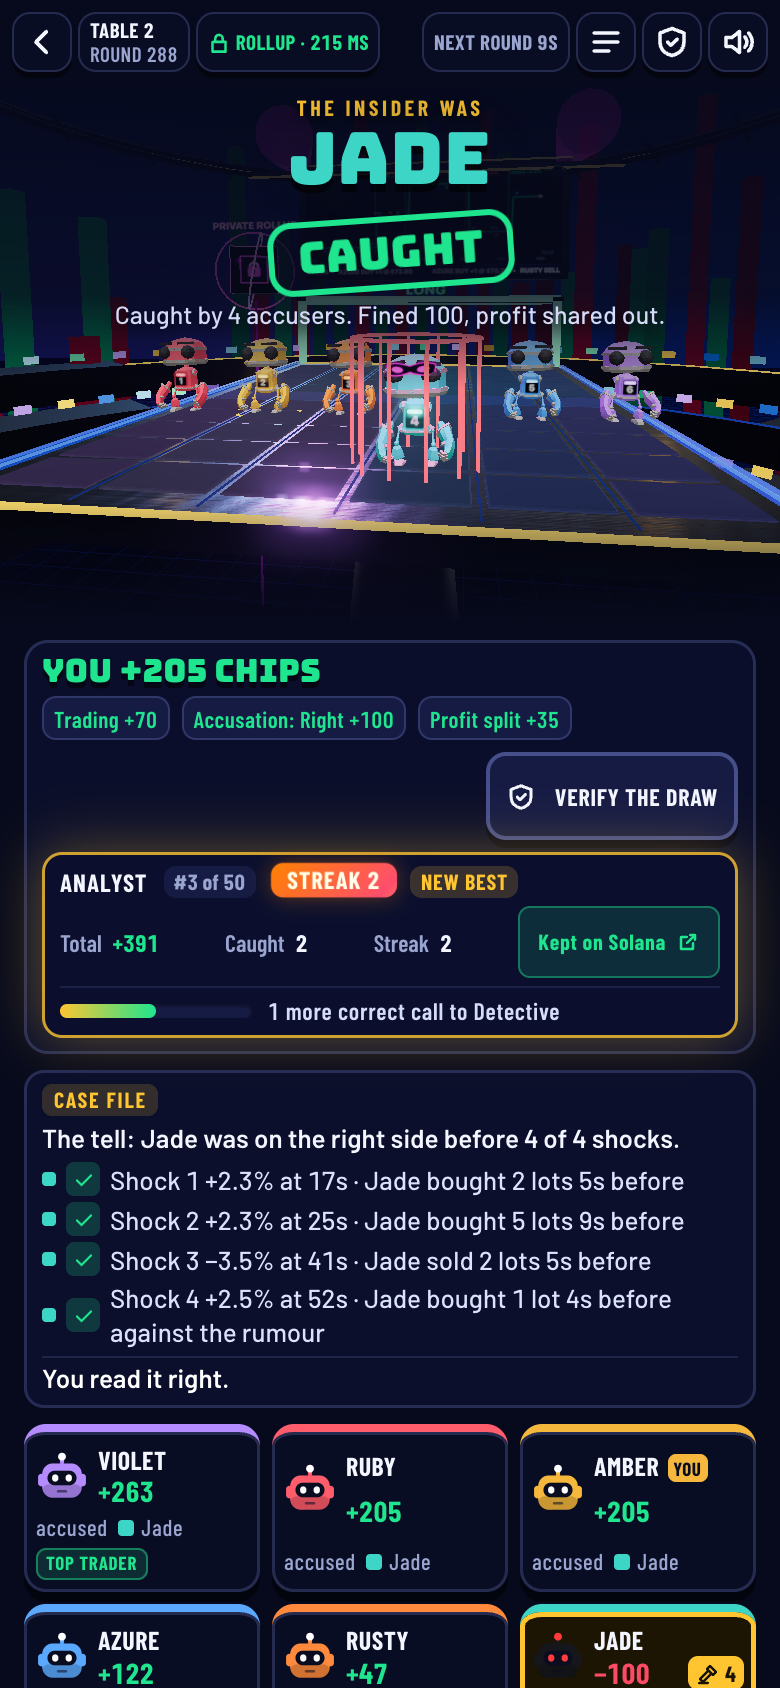 TABLE 2
ROUND 288
ROLLUP · 215 MS
NEXT ROUND 9S
THE INSIDER WAS
JADE
CAUGHT
Caught by 4 accusers. Fined 100, profit shared out.
YOU +205 CHIPS
Trading +70
Accusation: Right +100
Profit split +35
VERIFY THE DRAW
ANALYST
#3 of 50
STREAK 2
NEW BEST
Total +391
Caught 2
Streak 2
Kept on Solana
1 more correct call to Detective
CASE FILE
The tell: Jade was on the right side before 4 of 4 shocks.
Shock 1 +2.3% at 17s · Jade bought 2 lots 5s before
Shock 2 +2.3% at 25s · Jade bought 5 lots 9s before
Shock 3 −3.5% at 41s · Jade sold 2 lots 5s before
Shock 4 +2.5% at 52s · Jade bought 1 lot 4s before
against the rumour
You read it right.
VIOLET
+263
accused Jade
TOP TRADER
RUBY
+205
accused Jade
AMBER YOU
+205
accused Jade
AZURE
+122
RUSTY
+47
JADE
−100
4